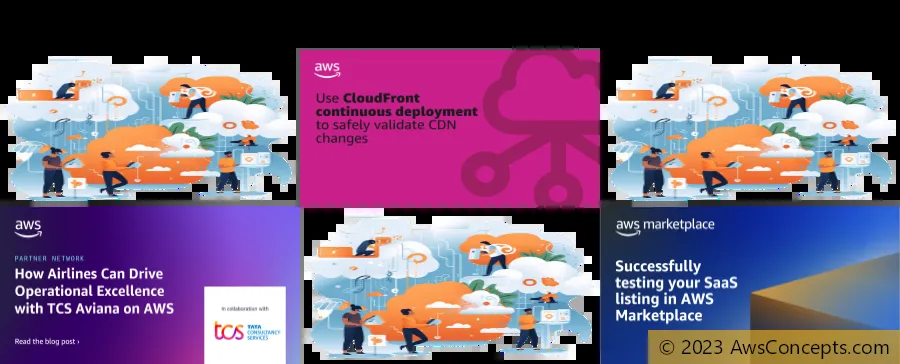 aws
Use CloudFront
continuous deployment
to safely validate CDN
changes
aws
PARTNER NETWORK
How Airlines Can Drive
Operational Excellence
with TCS Aviana on AWS
Read the blog post ›
In collaboration with
tcs TATA
CONSULTANCY
SERVICES
aws marketplace
Successfully
testing your SaaS
listing in AWS
Marketplace
© 2023 AwsConcepts.com